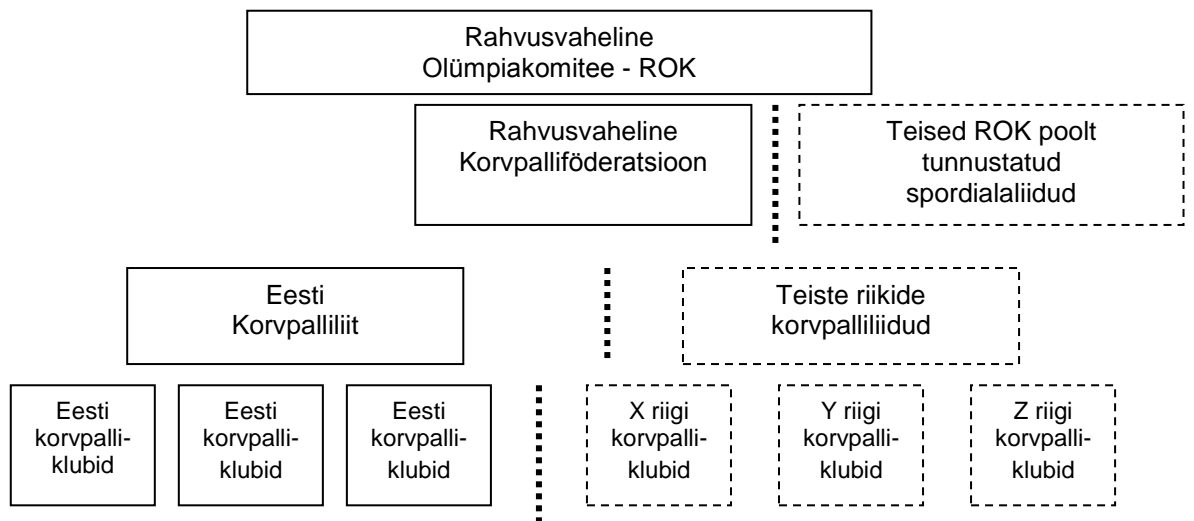 Rahvusvaheline
Olümpiakomitee - ROK
Rahvusvaheline
Korvpalliföderatsioon
Teised ROK poolt
tunnustatud
spordialaliidud
Eesti
Korvpalliliit
Teiste riikide
korvpalliliidud
Eesti
korvpalli-
klubid
Eesti
korvpalli-
klubid
Eesti
korvpalli-
klubid
X riigi
korvpalli-
klubid
Y riigi
korvpalli-
klubid
Z riigi
korvpalli-
klubid